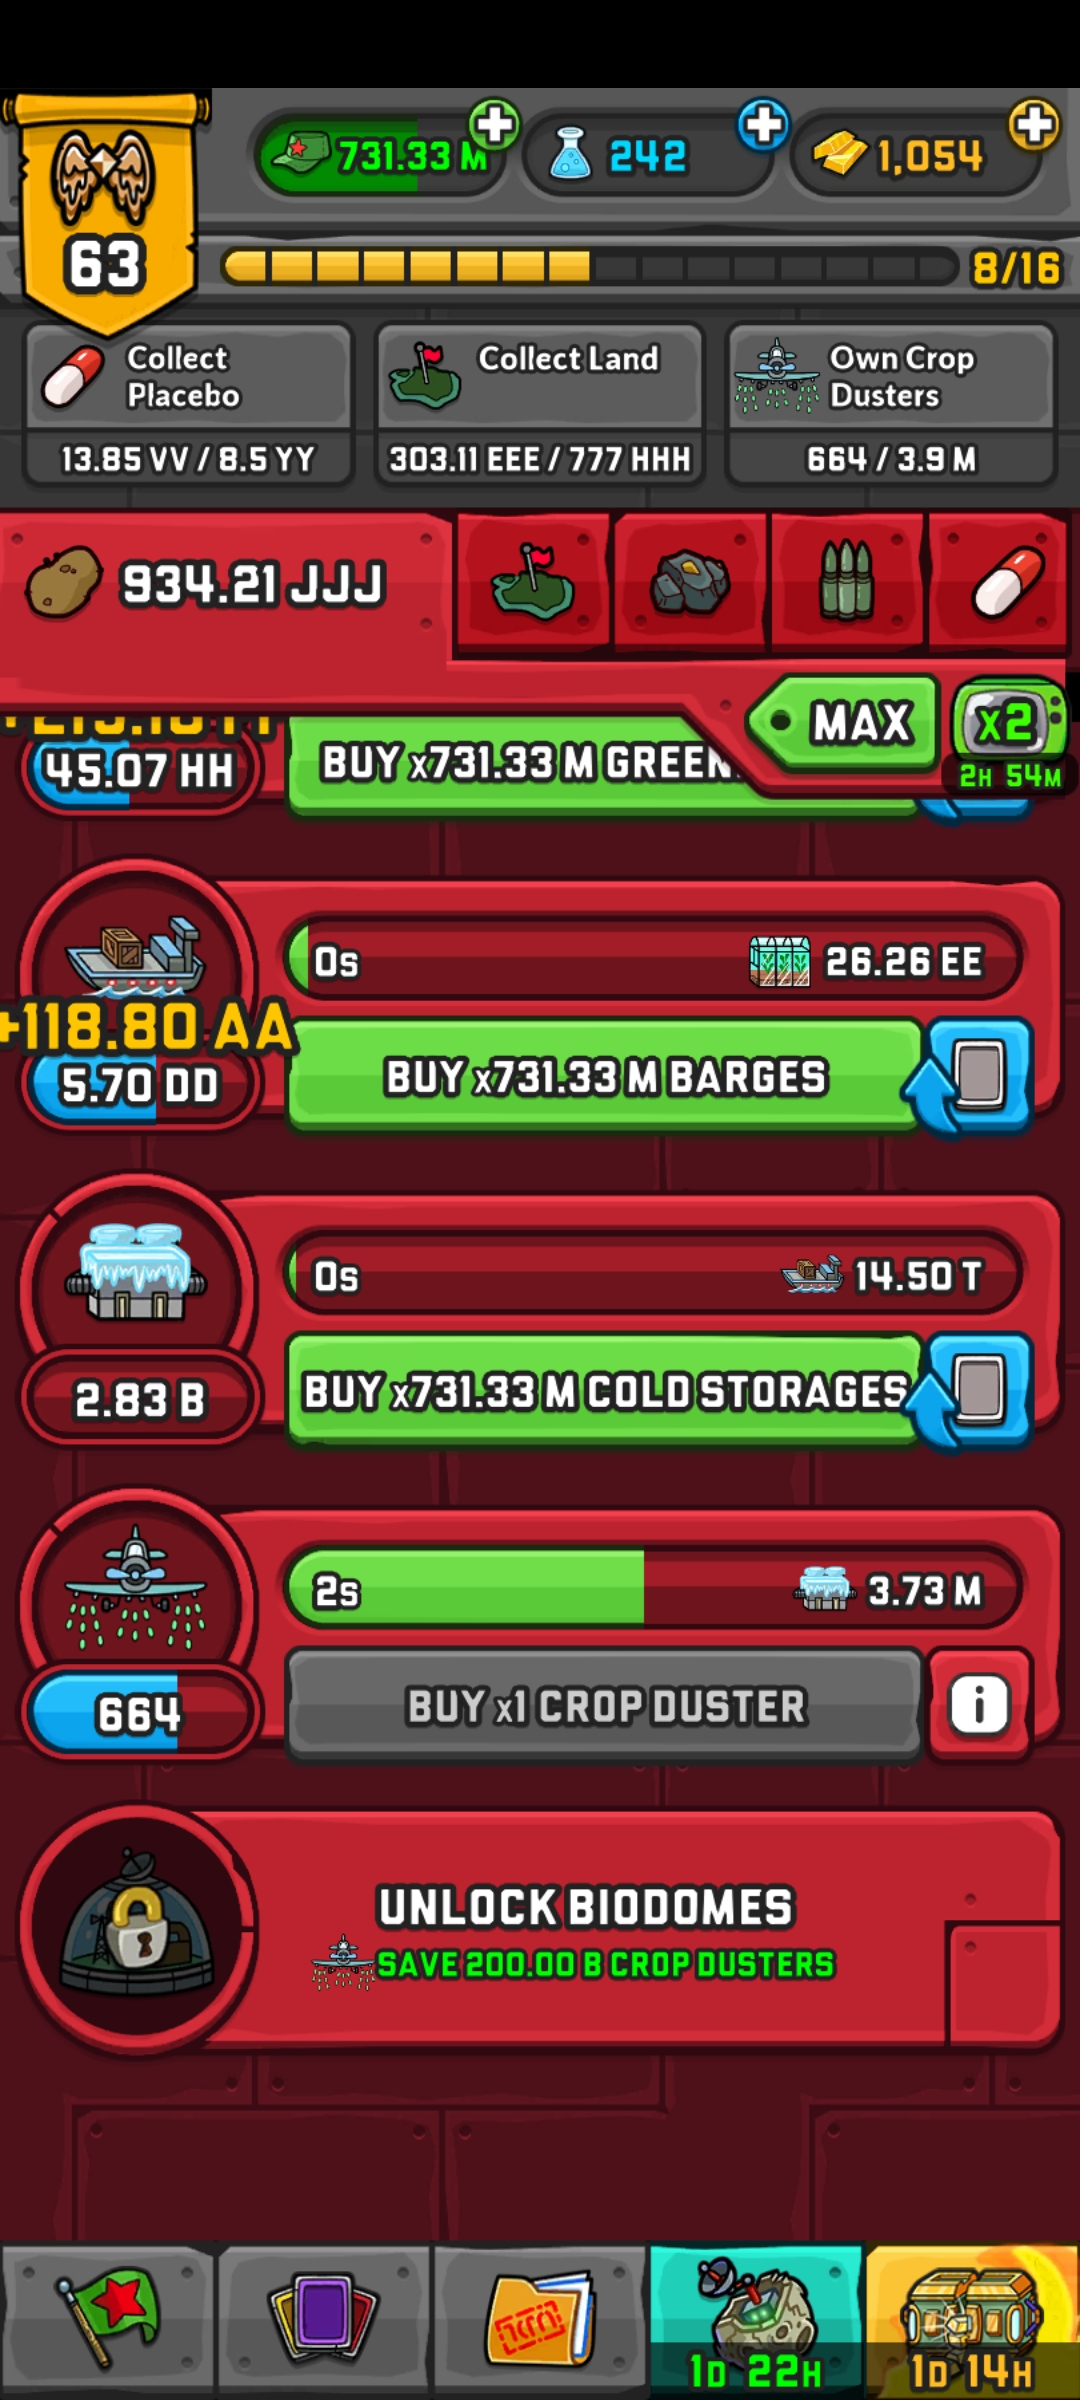 731.33 M
242
1,054
63
8/16
Collect
Placebo
13.85 VV / 8.5 YY
Collect Land
303.11 EEE / 777 HHH
Own Crop
Dusters
664 / 3.9 M
934.21 JJJ
MAX
x2
2H 54M
45.07 HH
BUY x731.33 M GREEN
0s
26.26 EE
+118.80 AA
5.70 DD
BUY x731.33 M BARGES
0s
14.50 T
2.83 B
BUY x731.33 M COLD STORAGES
2s
3.73 M
664
BUY x1 CROP DUSTER
i
UNLOCK BIODOMES
SAVE 200.00 B CROP DUSTERS
1D 22H
1D 14H